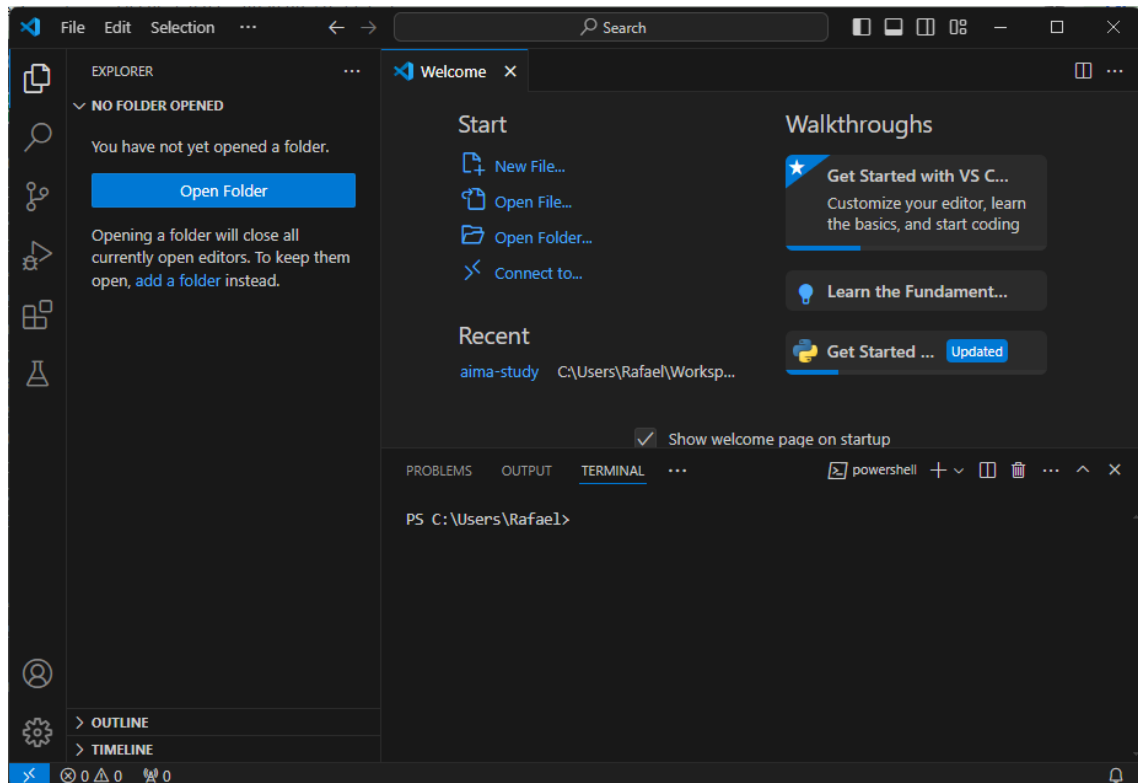 File Edit Selection ··· ← → Search
EXPLORER ···
NO FOLDER OPENED
You have not yet opened a folder.
Open Folder
Opening a folder will close all
currently open editors. To keep them
open, add a folder instead.
OUTLINE
TIMELINE
Welcome
Start
New File...
Open File...
Open Folder...
Connect to...
Recent
aima-study C:\Users\Rafael\Worksp...
Walkthroughs
Get Started with VS C...
Customize your editor, learn
the basics, and start coding
Learn the Fundament...
Get Started ... Updated
Show welcome page on startup
PROBLEMS OUTPUT TERMINAL ··· powershell
PS C:\Users\Rafael>
0 0 0